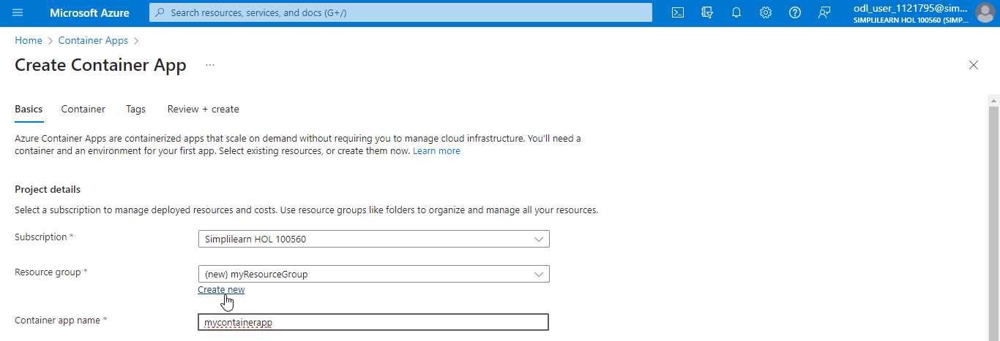 Microsoft Azure
Search resources, services, and docs (G+/)
odl_user_1121795@sim...
SIMPLILEARN HOL 100560 (SIMP...
Home > Container Apps >
Create Container App ...
Basics Container Tags Review + create
Azure Container Apps are containerized apps that scale on demand without requiring you to manage cloud infrastructure. You'll need a
container and an environment for your first app. Select existing resources, or create them now. Learn more
Project details
Select a subscription to manage deployed resources and costs. Use resource groups like folders to organize and manage all your resources.
Subscription *
Simplilearn HOL 100560
Resource group *
(new) myResourceGroup
Create new
Container app name *
mycontainerapp